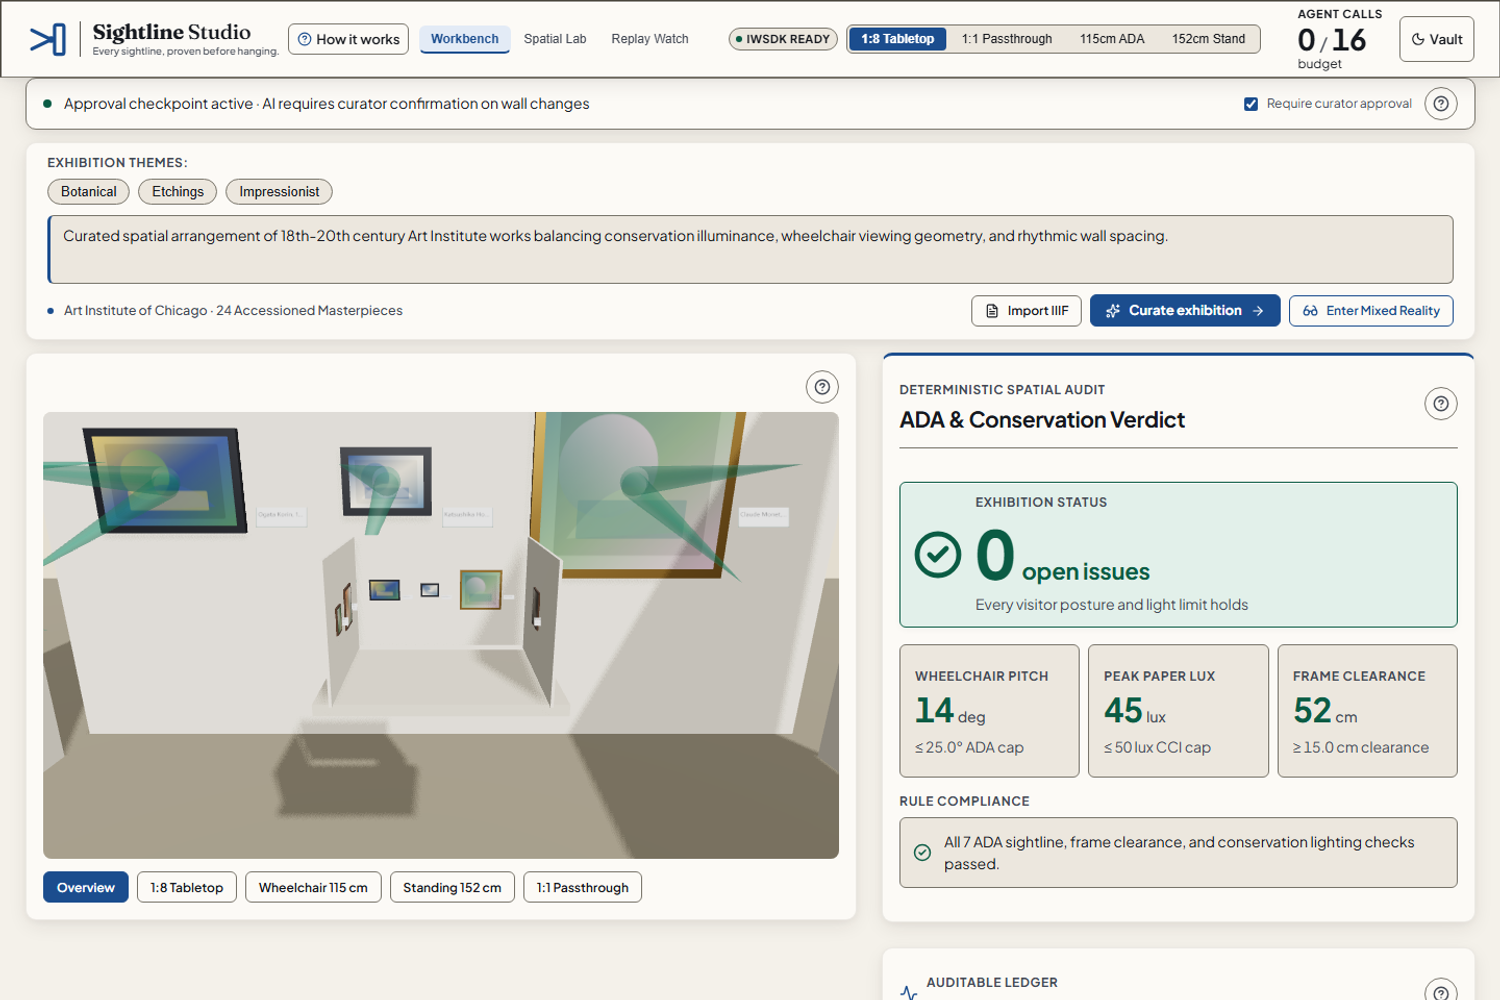 Sightline Studio
Every sightline, proven before hanging.
How it works
Workbench
Spatial Lab
Replay Watch
IWSDK READY
1:8 Tabletop
1:1 Passthrough
115cm ADA
152cm Stand
AGENT CALLS
0 / 16
budget
Vault
Approval checkpoint active · AI requires curator confirmation on wall changes
Require curator approval
EXHIBITION THEMES:
Botanical
Etchings
Impressionist
Curated spatial arrangement of 18th-20th century Art Institute works balancing conservation illuminance, wheelchair viewing geometry, and rhythmic wall spacing.
Art Institute of Chicago · 24 Accessioned Masterpieces
Import IIIF
Curate exhibition
Enter Mixed Reality
Claude Monet,
Overview
1:8 Tabletop
Wheelchair 115 cm
Standing 152 cm
1:1 Passthrough
DETERMINISTIC SPATIAL AUDIT
ADA & Conservation Verdict
EXHIBITION STATUS
0 open issues
Every visitor posture and light limit holds
WHEELCHAIR PITCH
14 deg
≤ 25.0° ADA cap
PEAK PAPER LUX
45 lux
≤ 50 lux CCI cap
FRAME CLEARANCE
52 cm
≥ 15.0 cm clearance
RULE COMPLIANCE
All 7 ADA sightline, frame clearance, and conservation lighting checks
passed.
AUDITABLE LEDGER